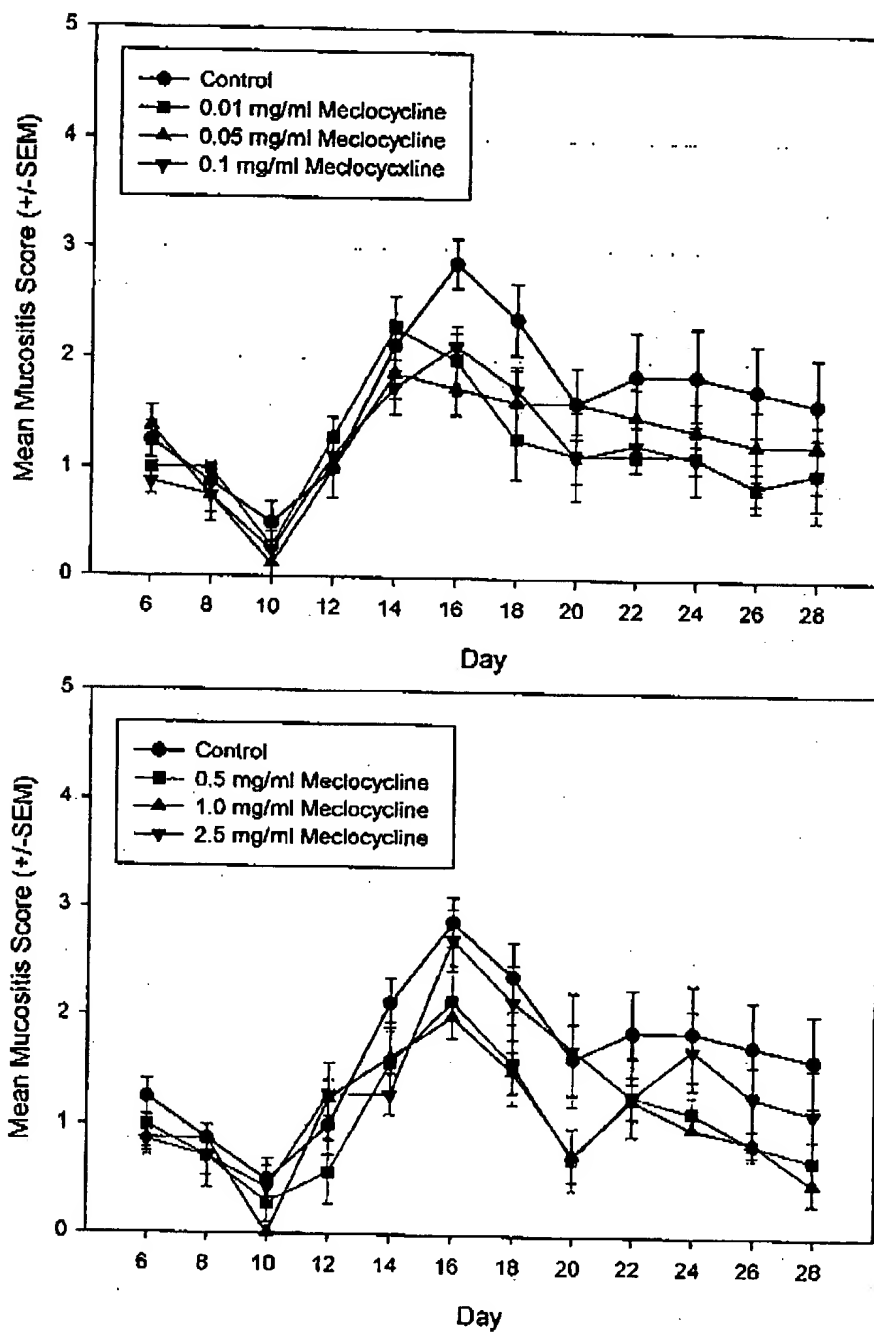 5
4
3
2
1
0
Mean Mucositis Score (+/-SEM)
Control
0.01 mg/ml Meclocycline
0.05 mg/ml Meclocycline
0.1 mg/ml Meclocycxline
6 8 10 12 14 16 18 20 22 24 26 28
Day
5
4
3
2
1
0
Mean Mucositis Score (+/-SEM)
Control
0.5 mg/ml Meclocycline
1.0 mg/ml Meclocycline
2.5 mg/ml Meclocycline
6 8 10 12 14 16 18 20 22 24 26 28
Day